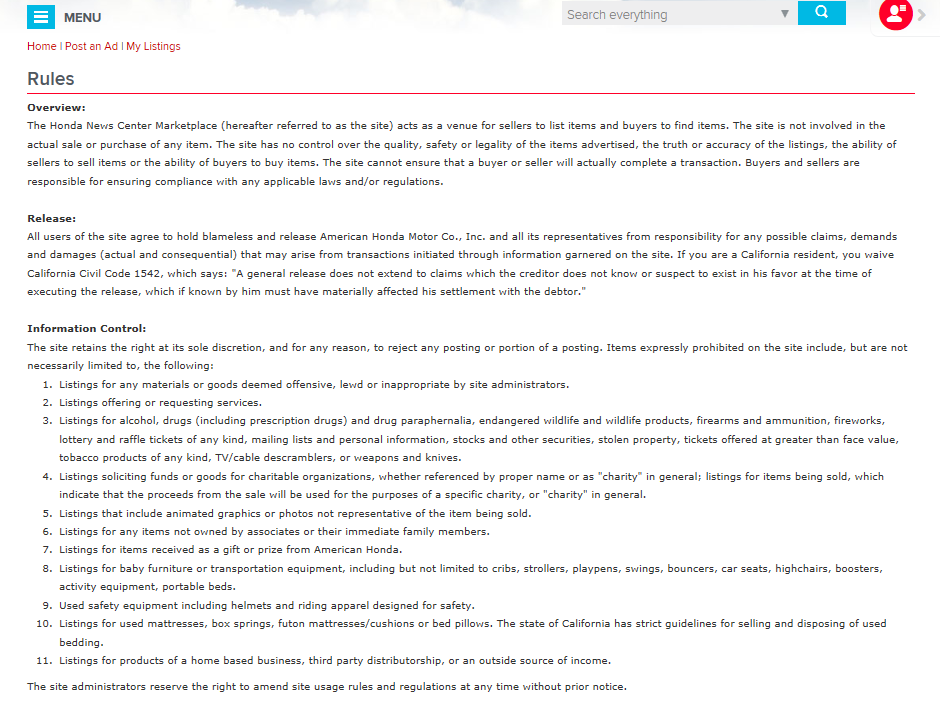 MENU
Search everything
Home | Post an Ad | My Listings
Rules
Overview:
The Honda News Center Marketplace (hereafter referred to as the site) acts as a venue for sellers to list items and buyers to find items. The site is not involved in the
actual sale or purchase of any item. The site has no control over the quality, safety or legality of the items advertised, the truth or accuracy of the listings, the ability of
sellers to sell items or the ability of buyers to buy items. The site cannot ensure that a buyer or seller will actually complete a transaction. Buyers and sellers are
responsible for ensuring compliance with any applicable laws and/or regulations.
Release:
All users of the site agree to hold blameless and release American Honda Motor Co., Inc. and all its representatives from responsibility for any possible claims, demands
and damages (actual and consequential) that may arise from transactions initiated through information garnered on the site. If you are a California resident, you waive
California Civil Code 1542, which says: "A general release does not extend to claims which the creditor does not know or suspect to exist in his favor at the time of
executing the release, which if known by him must have materially affected his settlement with the debtor."
Information Control:
The site retains the right at its sole discretion, and for any reason, to reject any posting or portion of a posting. Items expressly prohibited on the site include, but are not
necessarily limited to, the following:
1. Listings for any materials or goods deemed offensive, lewd or inappropriate by site administrators.
2. Listings offering or requesting services.
3. Listings for alcohol, drugs (including prescription drugs) and drug paraphernalia, endangered wildlife and wildlife products, firearms and ammunition, fireworks,
lottery and raffle tickets of any kind, mailing lists and personal information, stocks and other securities, stolen property, tickets offered at greater than face value,
tobacco products of any kind, TV/cable descramblers, or weapons and knives.
4. Listings soliciting funds or goods for charitable organizations, whether referenced by proper name or as "charity" in general; listings for items being sold, which
indicate that the proceeds from the sale will be used for the purposes of a specific charity, or "charity" in general.
5. Listings that include animated graphics or photos not representative of the item being sold.
6. Listings for any items not owned by associates or their immediate family members.
7. Listings for items received as a gift or prize from American Honda.
8. Listings for baby furniture or transportation equipment, including but not limited to cribs, strollers, playpens, swings, bouncers, car seats, highchairs, boosters,
activity equipment, portable beds.
9. Used safety equipment including helmets and riding apparel designed for safety.
10. Listings for used mattresses, box springs, futon mattresses/cushions or bed pillows. The state of California has strict guidelines for selling and disposing of used
bedding.
11. Listings for products of a home based business, third party distributorship, or an outside source of income.
The site administrators reserve the right to amend site usage rules and regulations at any time without prior notice.